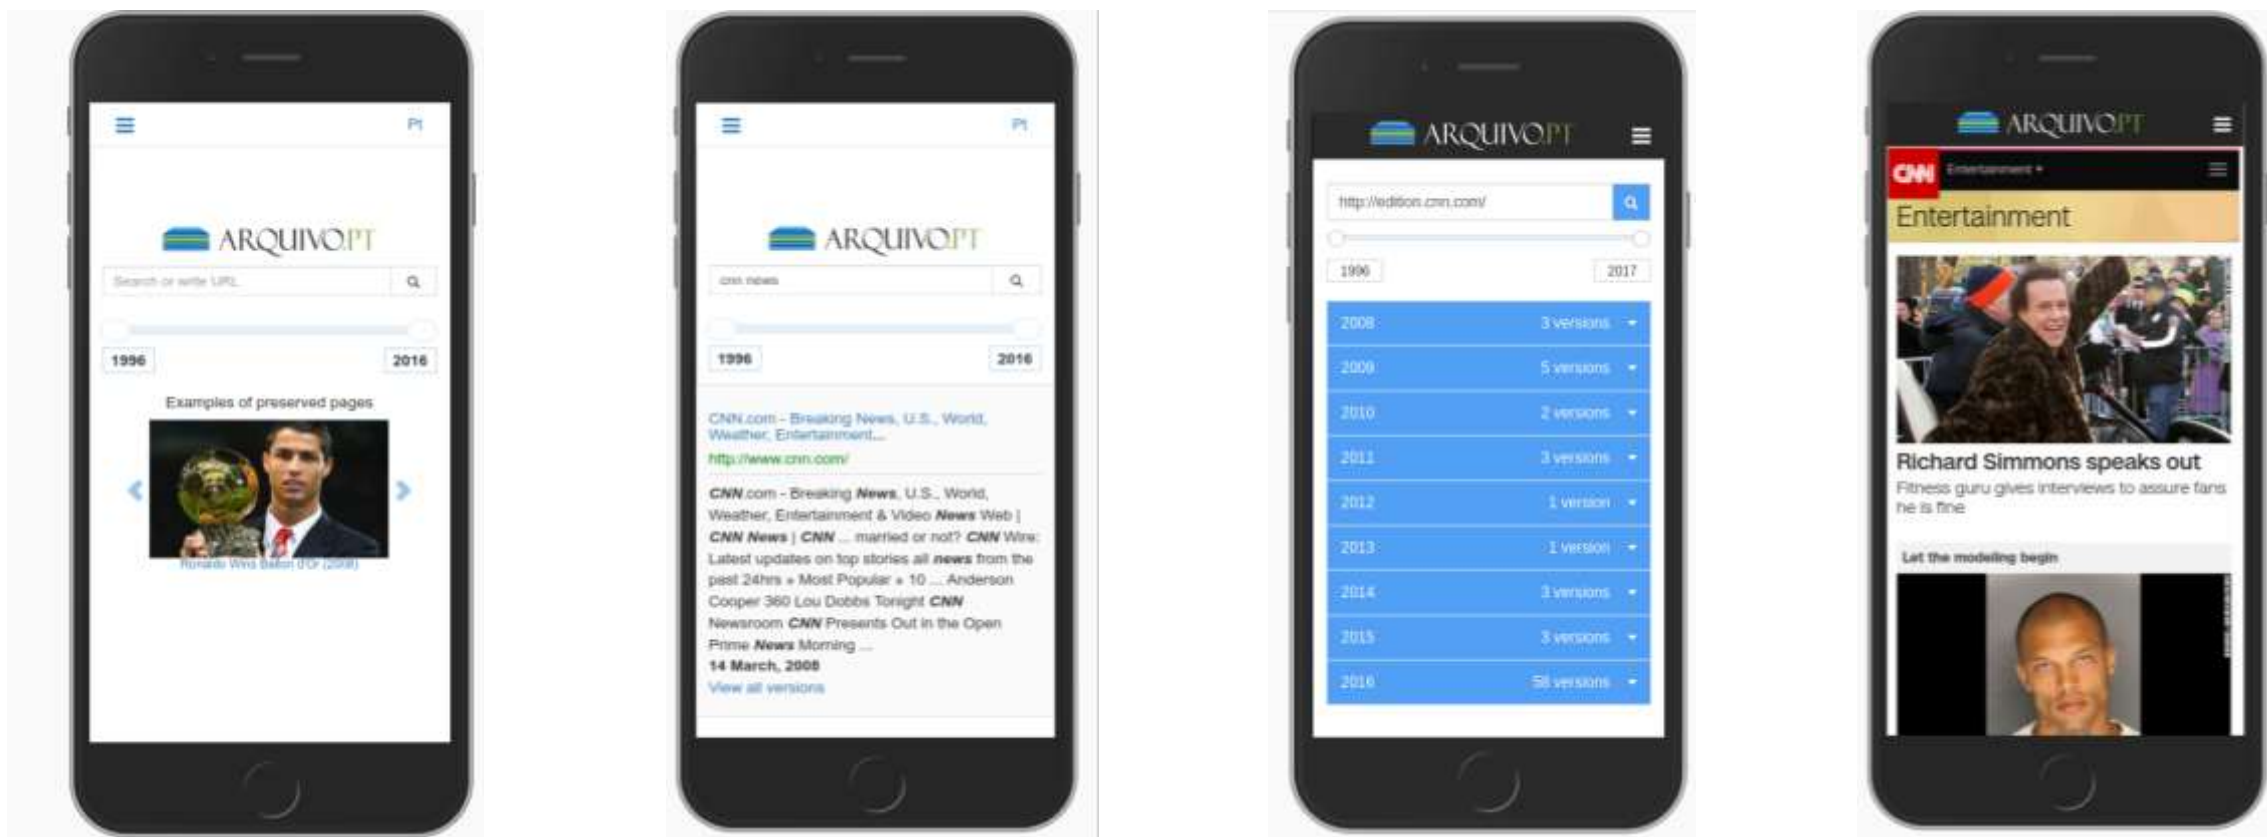 Pt
ARQUIVO.PT
Search or write URL
1996 2016
Examples of preserved pages
Ronaldo Wins Ballon d'Or (2008)
Pt
ARQUIVO.PT
cnn news
1996 2016
CNN.com - Breaking News, U.S., World,
Weather, Entertainment...
http://www.cnn.com/
CNN.com - Breaking News, U.S., World,
Weather, Entertainment & Video News Web |
CNN News | CNN ... married or not? CNN Wire:
Latest updates on top stories all news from the
past 24hrs » Most Popular » 10 ... Anderson
Cooper 360 Lou Dobbs Tonight CNN
Newsroom CNN Presents Out in the Open
Prime News Morning ...
14 March, 2008
View all versions
ARQUIVO.PT
http://edition.cnn.com/
1996 2017
2008 3 versions
2009 5 versions
2010 2 versions
2011 3 versions
2012 1 version
2013 1 version
2014 3 versions
2015 3 versions
2016 58 versions
ARQUIVO.PT
CNN Entertainment
Entertainment
Richard Simmons speaks out
Fitness guru gives interviews to assure fans
he is fine
Let the modeling begin